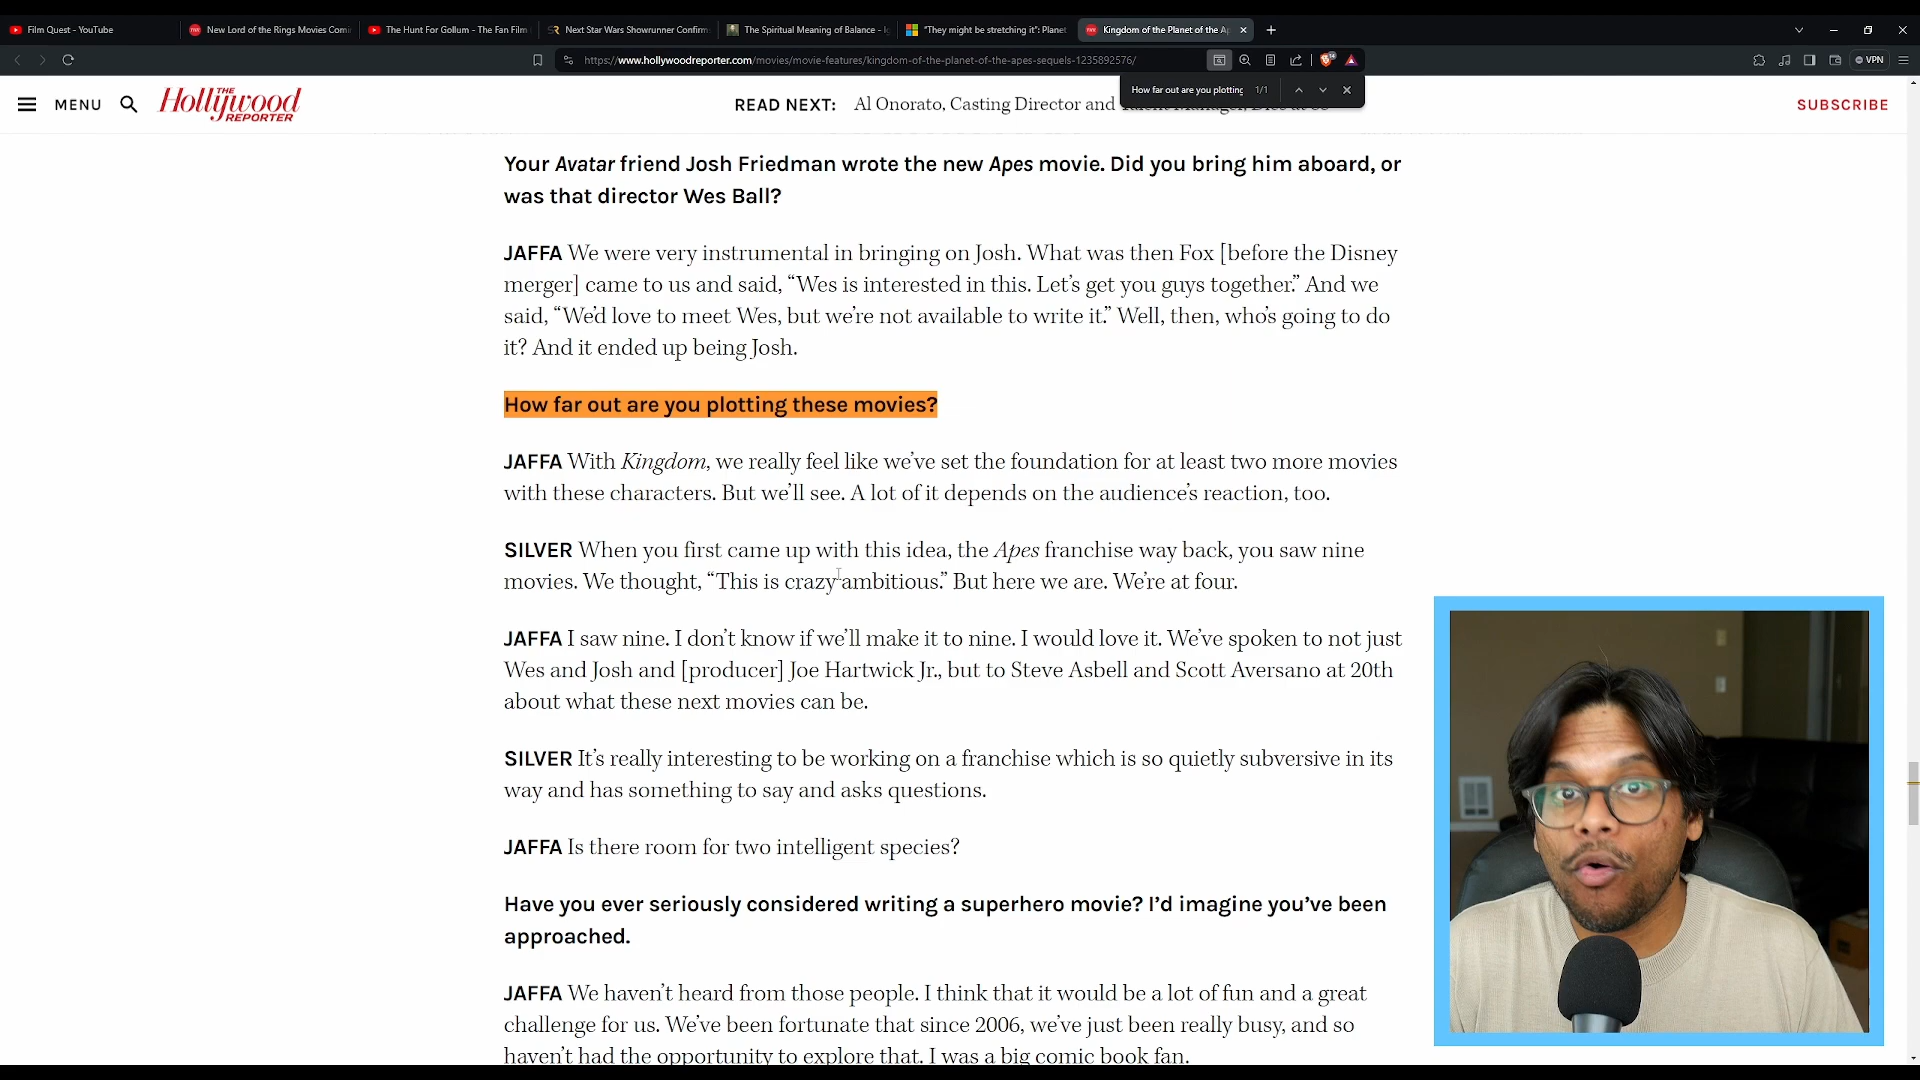 Film Quest - YouTube
New Lord of the Rings Movies Comi
The Hunt For Gollum - The Fan Film
Next Star Wars Showrunner Confirm
The Spiritual Meaning of Balance -
"They might be stretching it": Planet
Kingdom of the Planet of the A
https://www.hollywoodreporter.com/movies/movie-features/kingdom-of-the-planet-of-the-apes-sequels-1235892576/
VPN
How far out are you plotting 1/1
MENU
THE Hollywood REPORTER
READ NEXT: Al Onorato, Casting Director and
SUBSCRIBE
Your Avatar friend Josh Friedman wrote the new Apes movie. Did you bring him aboard, or
was that director Wes Ball?
JAFFA We were very instrumental in bringing on Josh. What was then Fox [before the Disney
merger] came to us and said, “Wes is interested in this. Let’s get you guys together.” And we
said, “We’d love to meet Wes, but we’re not available to write it.” Well, then, who’s going to do
it? And it ended up being Josh.
How far out are you plotting these movies?
JAFFA With Kingdom, we really feel like we’ve set the foundation for at least two more movies
with these characters. But we’ll see. A lot of it depends on the audience’s reaction, too.
SILVER When you first came up with this idea, the Apes franchise way back, you saw nine
movies. We thought, “This is crazy ambitious.” But here we are. We’re at four.
JAFFA I saw nine. I don’t know if we’ll make it to nine. I would love it. We’ve spoken to not just
Wes and Josh and [producer] Joe Hartwick Jr., but to Steve Asbell and Scott Aversano at 20th
about what these next movies can be.
SILVER It’s really interesting to be working on a franchise which is so quietly subversive in its
way and has something to say and asks questions.
JAFFA Is there room for two intelligent species?
Have you ever seriously considered writing a superhero movie? I’d imagine you’ve been
approached.
JAFFA We haven’t heard from those people. I think that it would be a lot of fun and a great
challenge for us. We’ve been fortunate that since 2006, we’ve just been really busy, and so
haven’t had the opportunity to explore that. I was a big comic book fan.